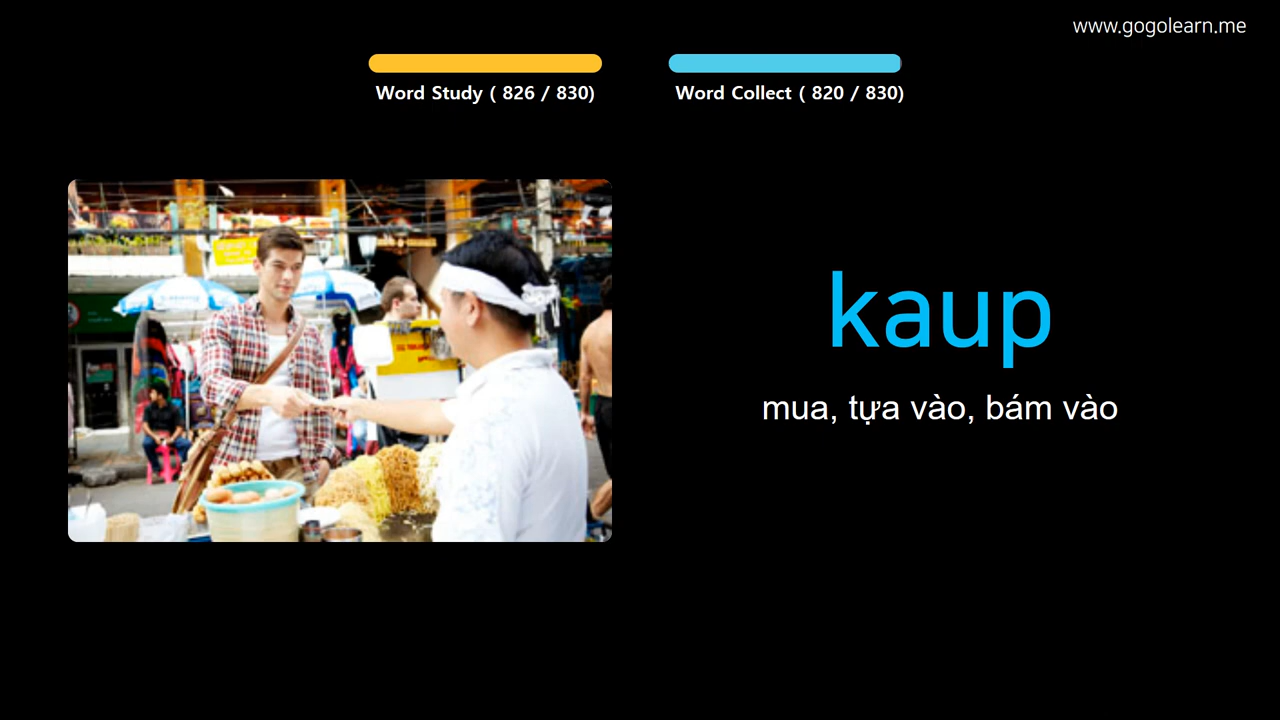 www.gogolearn.me
Word Study ( 826 / 830)
Word Collect ( 820 / 830)
kaup
mua, tựa vào, bám vào